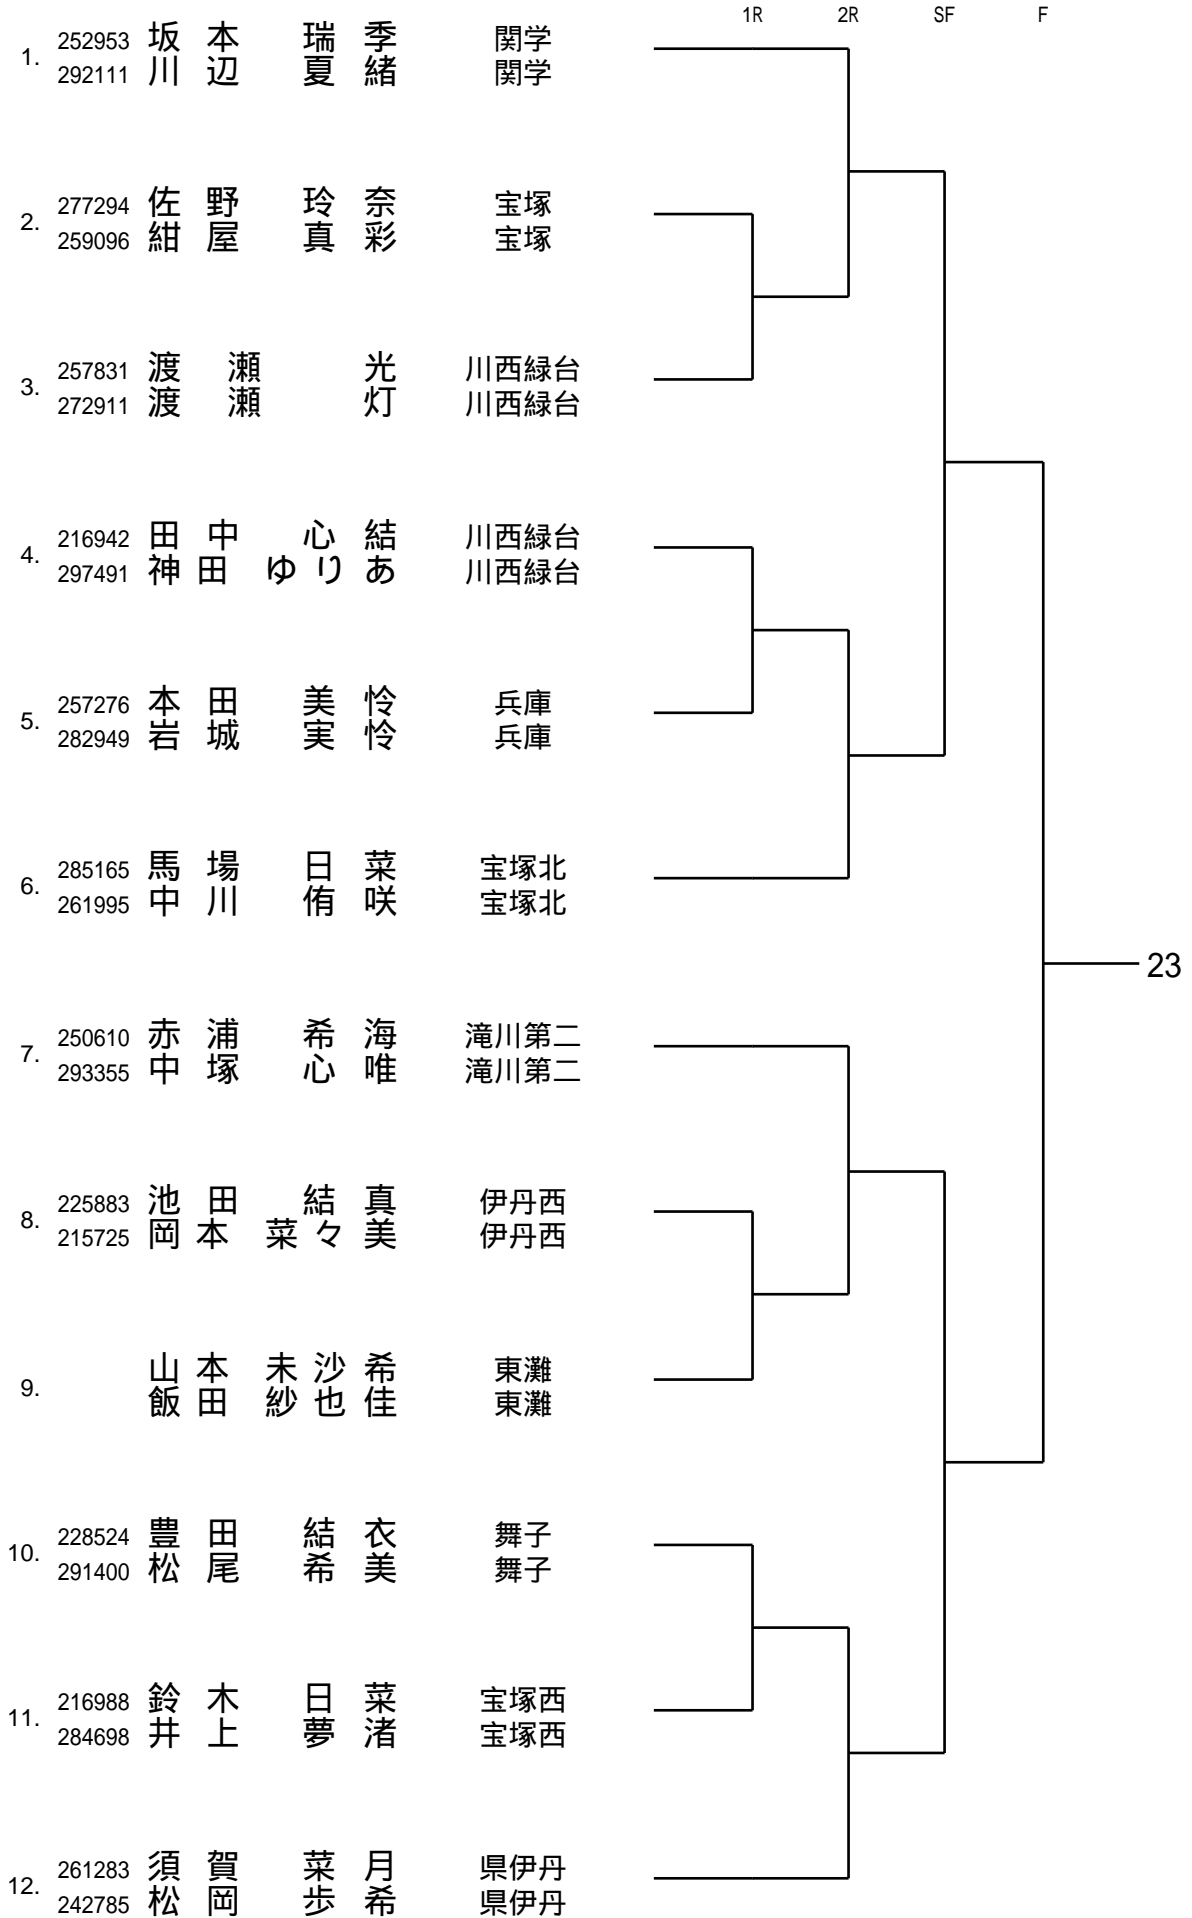 1R 2R SF F
1. 252953 坂本 瑞季 関学
292111 川辺 夏緒 関学
2. 277294 佐野 玲奈 宝塚
259096 紺屋 真彩 宝塚
3. 257831 渡瀬 光 川西緑台
272911 渡瀬 灯 川西緑台
4. 216942 田中 心結 川西緑台
297491 神田 ゆりあ 川西緑台
5. 257276 本田 美怜 兵庫
282949 岩城 実怜 兵庫
6. 285165 馬場 日菜 宝塚北
261995 中川 侑咲 宝塚北
23
7. 250610 赤浦 希海 滝川第二
293355 中塚 心唯 滝川第二
8. 225883 池田 結真 伊丹西
215725 岡本 菜々美 伊丹西
9. 山本 未沙希 東灘
飯田 紗也佳 東灘
10. 228524 豊田 結衣 舞子
291400 松尾 希美 舞子
11. 216988 鈴木 日菜 宝塚西
284698 井上 夢渚 宝塚西
12. 261283 須賀 菜月 県伊丹
242785 松岡 歩希 県伊丹